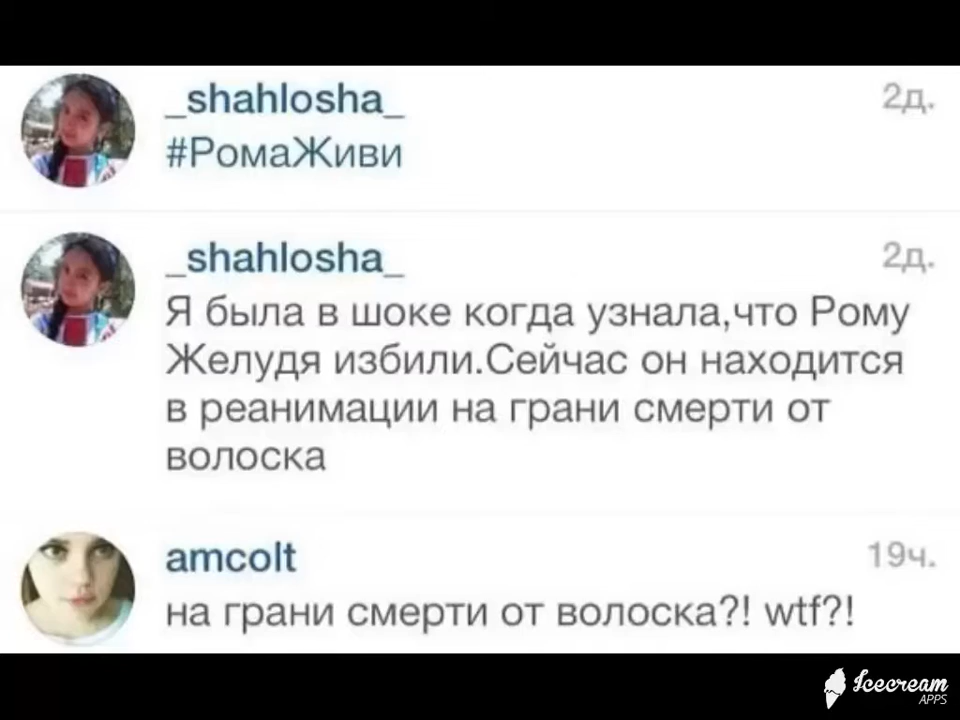 _shahlosha_ 2д.
#РомаЖиви
_shahlosha_ 2д.
Я была в шоке когда узнала,что Рому
Желудя избили.Сейчас он находится
в реанимации на грани смерти от
волоска
amcolt 19ч.
на грани смерти от волоска?! wtf?!
Icecream
APPS